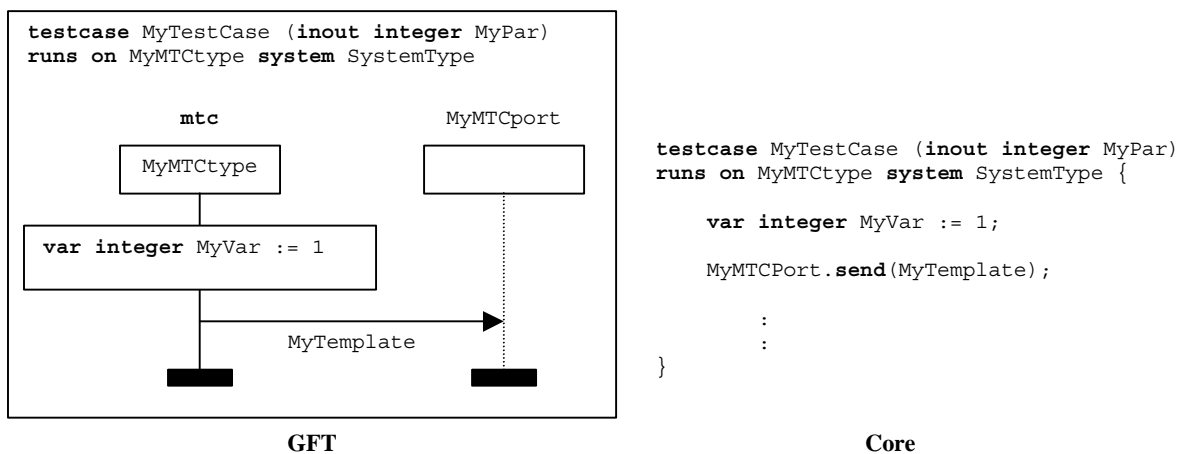 testcase MyTestCase (inout integer MyPar)
runs on MyMTCtype system SystemType
mtc
MyMTCport
MyMTCtype
var integer MyVar := 1
MyTemplate
GFT
testcase MyTestCase (inout integer MyPar)
runs on MyMTCtype system SystemType {
var integer MyVar := 1;
MyMTCPort.send(MyTemplate);
:
:
}
Core